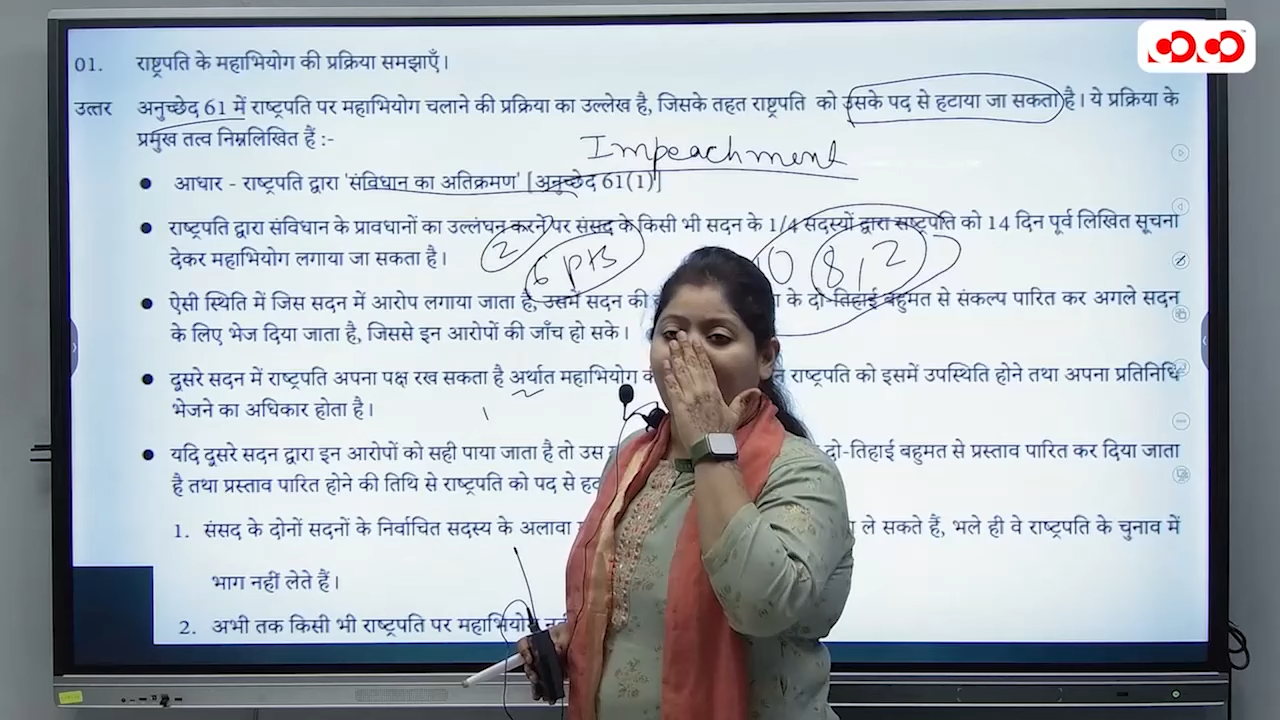 01. राष्ट्रपति के महाभियोग की प्रक्रिया समझाएँ।
उत्तर अनुच्छेद 61 में राष्ट्रपति पर महाभियोग चलाने की प्रक्रिया का उल्लेख है, जिसके तहत राष्ट्रपति को उसके पद से हटाया जा सकता है। ये प्रक्रिया के
प्रमुख तत्व निम्नलिखित हैं :-
Impeachment
● आधार - राष्ट्रपति द्वारा 'संविधान का अतिक्रमण' [अनुच्छेद 61(1)]
● राष्ट्रपति द्वारा संविधान के प्रावधानों का उल्लंघन करने पर संसद के किसी भी सदन के 1/4 सदस्यों द्वारा राष्ट्रपति को 14 दिन पूर्व लिखित सूचना
देकर महाभियोग लगाया जा सकता है।
2 6 pts 10 8, 2
● ऐसी स्थिति में जिस सदन में आरोप लगाया जाता है, उसमें सदन की के दो-तिहाई बहुमत से संकल्प पारित कर अगले सदन
के लिए भेज दिया जाता है, जिससे इन आरोपों की जाँच हो सके।
● दूसरे सदन में राष्ट्रपति अपना पक्ष रख सकता है अर्थात महाभियोग राष्ट्रपति को इसमें उपस्थिति होने तथा अपना प्रतिनिधि
भेजने का अधिकार होता है।
● यदि दूसरे सदन द्वारा इन आरोपों को सही पाया जाता है तो उस दो-तिहाई बहुमत से प्रस्ताव पारित कर दिया जाता
है तथा प्रस्ताव पारित होने की तिथि से राष्ट्रपति को पद से
1. संसद के दोनों सदनों के निर्वाचित सदस्य के अलावा ले सकते हैं, भले ही वे राष्ट्रपति के चुनाव में
भाग नहीं लेते हैं।
2. अभी तक किसी भी राष्ट्रपति पर महाभियोग